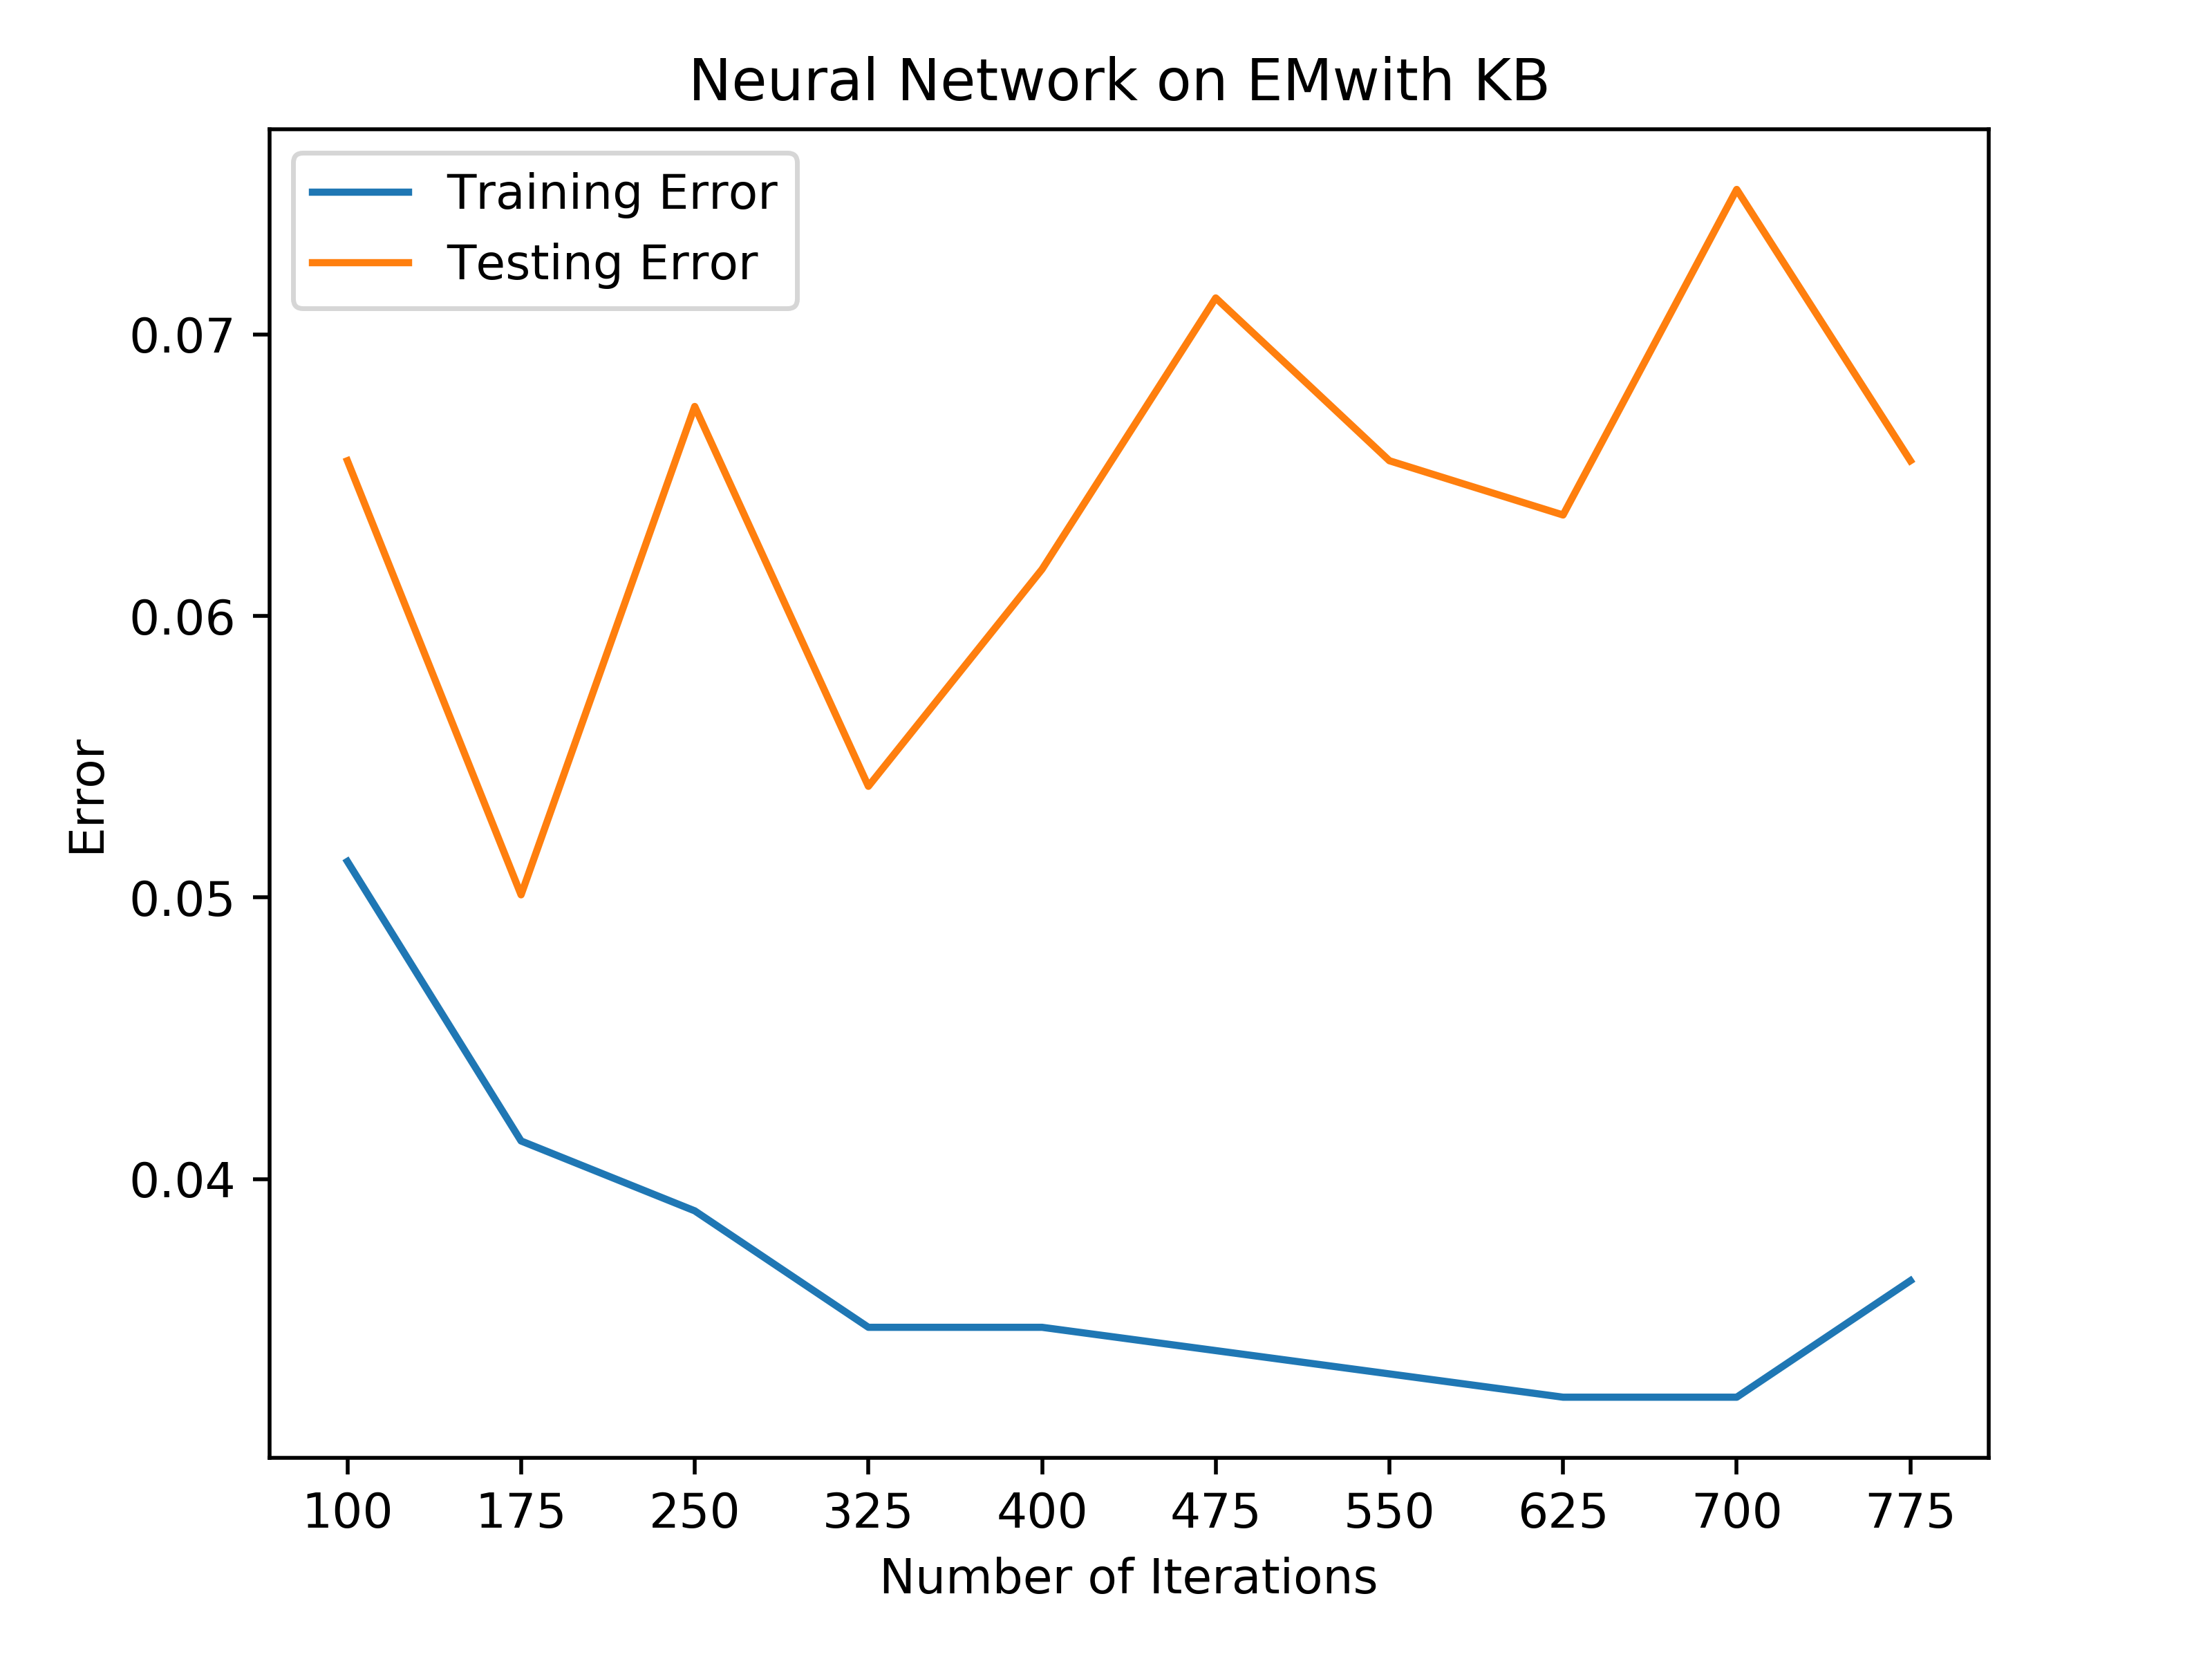 Neural Network on EMwith KB
Training Error
Testing Error
0.07
0.06
0.05
0.04
Error
100 175 250 325 400 475 550 625 700 775
Number of Iterations